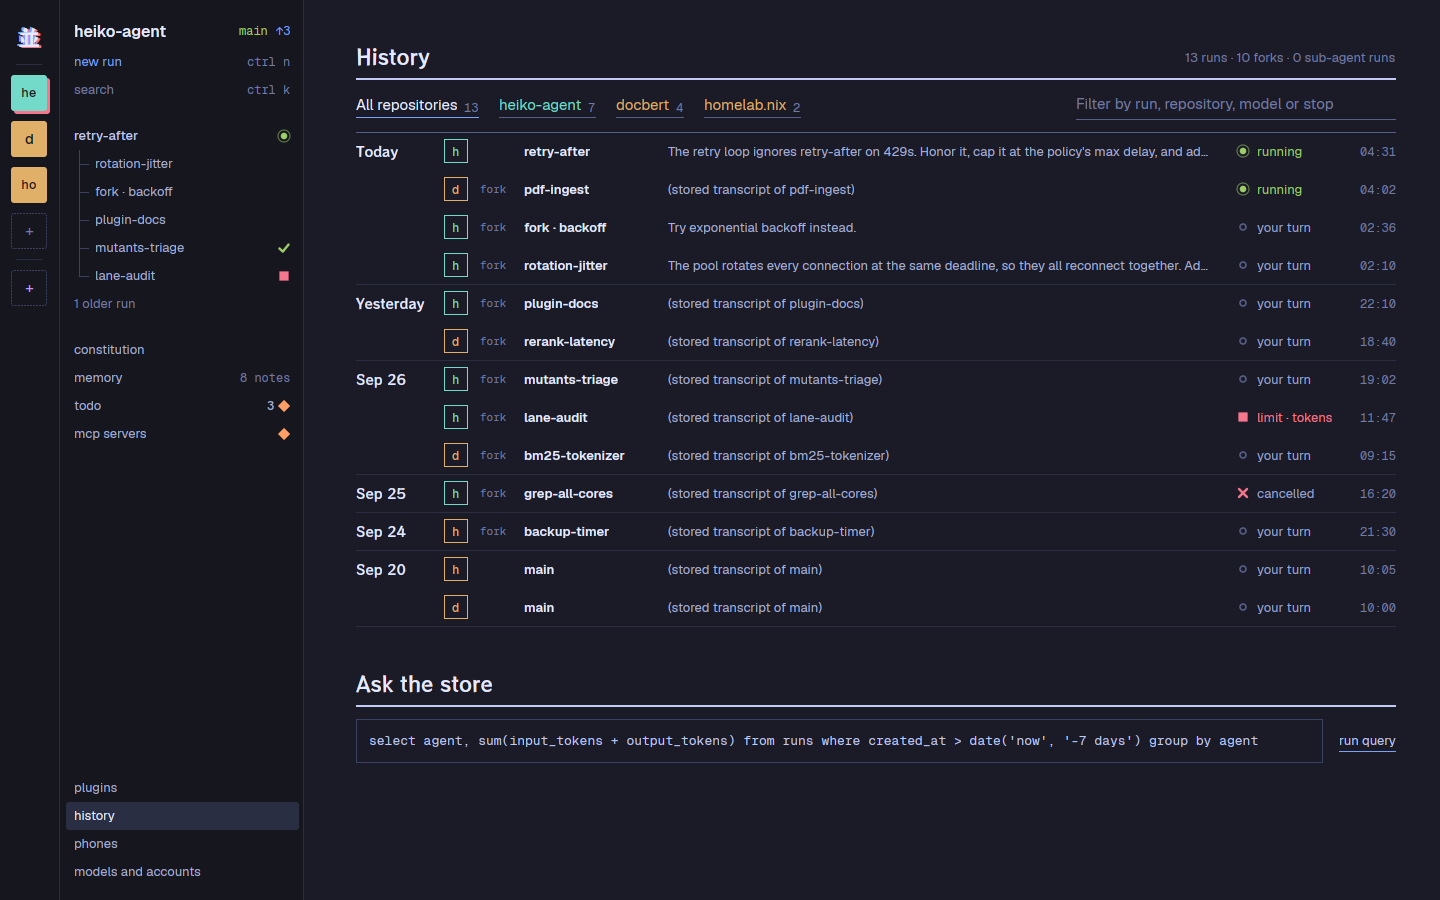 heiko-agent main ↑3
new run ctrl n
search ctrl k
he
d
ho
+
+
retry-after
rotation-jitter
fork · backoff
plugin-docs
mutants-triage
lane-audit
1 older run
constitution
memory 8 notes
todo 3
mcp servers
plugins
history
phones
models and accounts
History 13 runs · 10 forks · 0 sub-agent runs
All repositories 13 heiko-agent 7 docbert 4 homelab.nix 2 Filter by run, repository, model or stop
Today h retry-after The retry loop ignores retry-after on 429s. Honor it, cap it at the policy's max delay, and ad… running 04:31
d fork pdf-ingest (stored transcript of pdf-ingest) running 04:02
h fork fork · backoff Try exponential backoff instead. your turn 02:36
h fork rotation-jitter The pool rotates every connection at the same deadline, so they all reconnect together. Ad… your turn 02:10
Yesterday h fork plugin-docs (stored transcript of plugin-docs) your turn 22:10
d fork rerank-latency (stored transcript of rerank-latency) your turn 18:40
Sep 26 h fork mutants-triage (stored transcript of mutants-triage) your turn 19:02
h fork lane-audit (stored transcript of lane-audit) limit · tokens 11:47
d fork bm25-tokenizer (stored transcript of bm25-tokenizer) your turn 09:15
Sep 25 h fork grep-all-cores (stored transcript of grep-all-cores) cancelled 16:20
Sep 24 h fork backup-timer (stored transcript of backup-timer) your turn 21:30
Sep 20 h main (stored transcript of main) your turn 10:05
d main (stored transcript of main) your turn 10:00
Ask the store
select agent, sum(input_tokens + output_tokens) from runs where created_at > date('now', '-7 days') group by agent run query